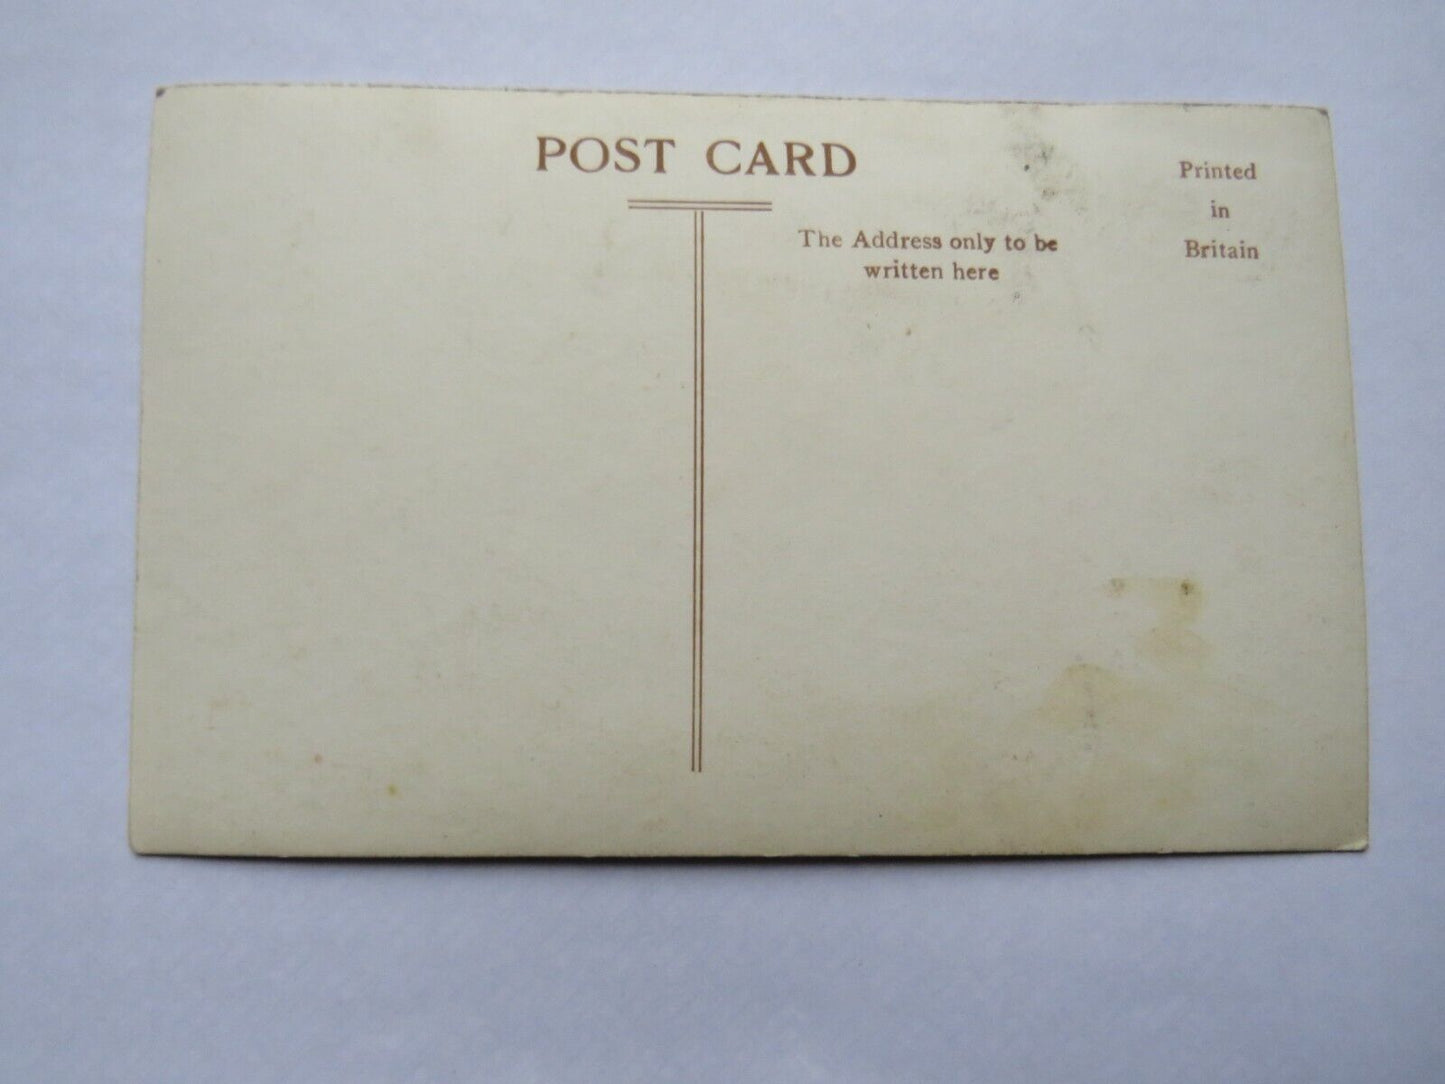 POST CARD
The Address only to be
written here
Printed
in
Britain